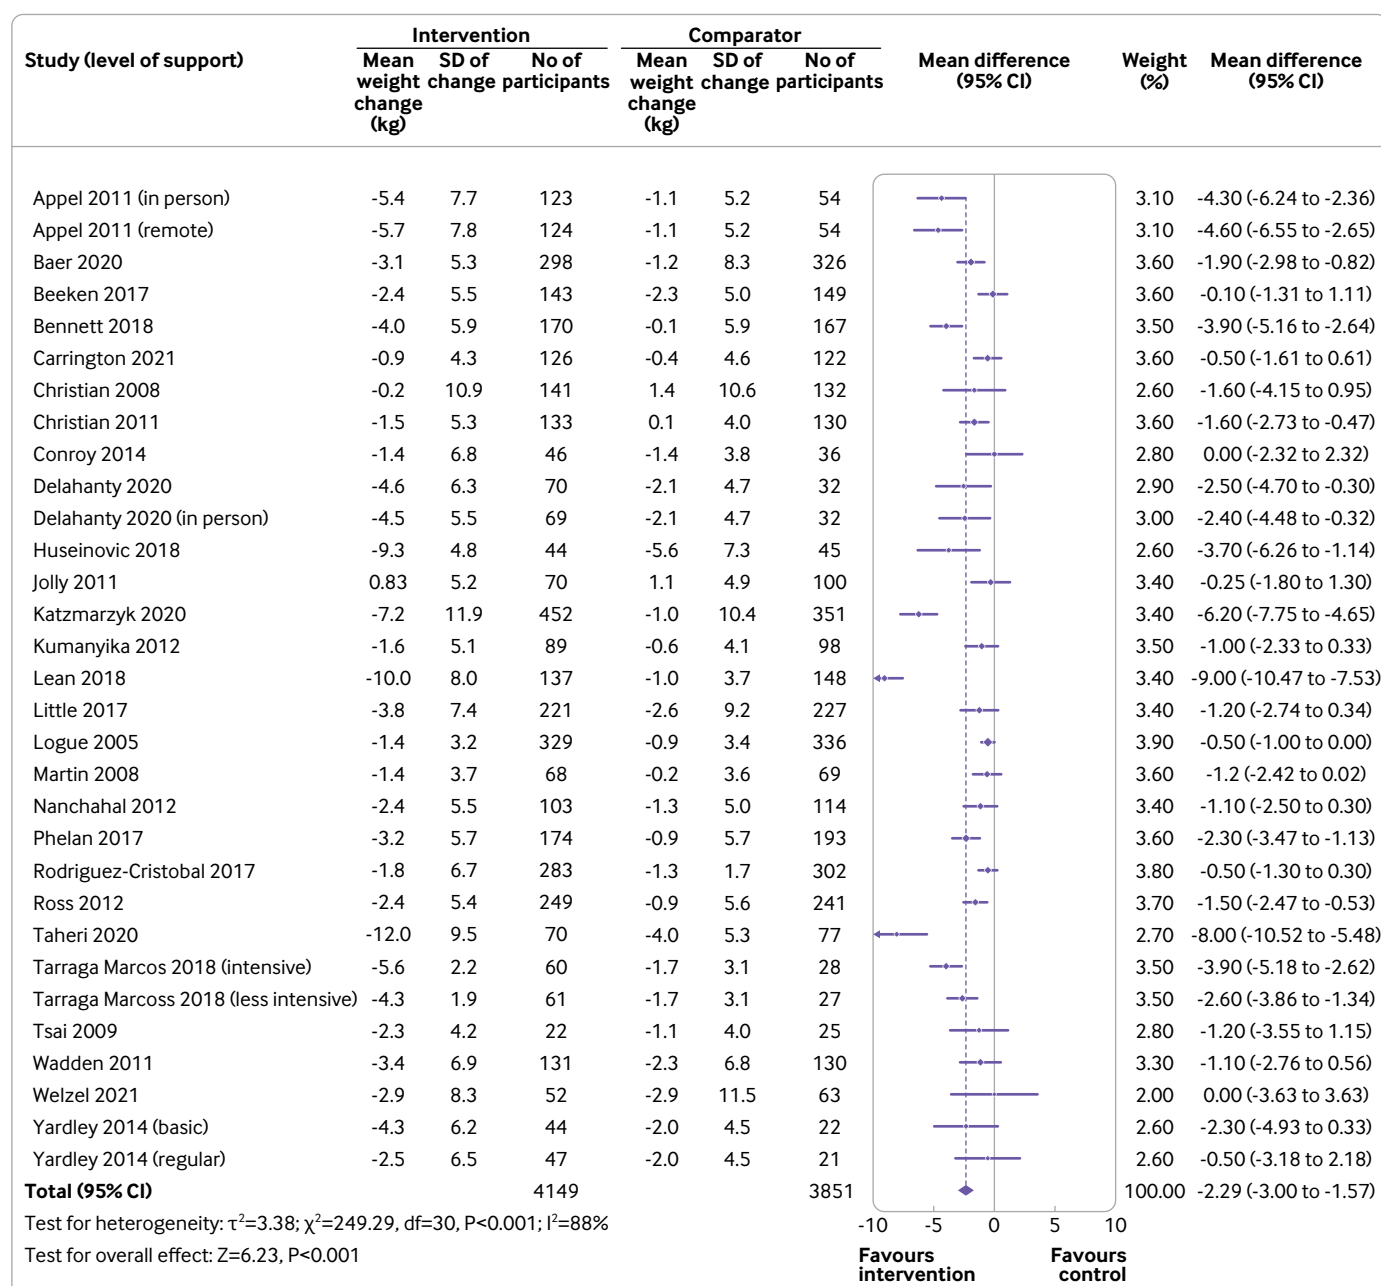 Intervention Comparator
Study (level of support) Mean weight change (kg) SD of change No of participants Mean weight change (kg) SD of change No of participants Mean difference (95% CI) Weight (%) Mean difference (95% CI)
Appel 2011 (in person) -5.4 7.7 123 -1.1 5.2 54 3.10 -4.30 (-6.24 to -2.36)
Appel 2011 (remote) -5.7 7.8 124 -1.1 5.2 54 3.10 -4.60 (-6.55 to -2.65)
Baer 2020 -3.1 5.3 298 -1.2 8.3 326 3.60 -1.90 (-2.98 to -0.82)
Beeken 2017 -2.4 5.5 143 -2.3 5.0 149 3.60 -0.10 (-1.31 to 1.11)
Bennett 2018 -4.0 5.9 170 -0.1 5.9 167 3.50 -3.90 (-5.16 to -2.64)
Carrington 2021 -0.9 4.3 126 -0.4 4.6 122 3.60 -0.50 (-1.61 to 0.61)
Christian 2008 -0.2 10.9 141 1.4 10.6 132 2.60 -1.60 (-4.15 to 0.95)
Christian 2011 -1.5 5.3 133 0.1 4.0 130 3.60 -1.60 (-2.73 to -0.47)
Conroy 2014 -1.4 6.8 46 -1.4 3.8 36 2.80 0.00 (-2.32 to 2.32)
Delahanty 2020 -4.6 6.3 70 -2.1 4.7 32 2.90 -2.50 (-4.70 to -0.30)
Delahanty 2020 (in person) -4.5 5.5 69 -2.1 4.7 32 3.00 -2.40 (-4.48 to -0.32)
Huseinovic 2018 -9.3 4.8 44 -5.6 7.3 45 2.60 -3.70 (-6.26 to -1.14)
Jolly 2011 0.83 5.2 70 1.1 4.9 100 3.40 -0.25 (-1.80 to 1.30)
Katzmarzyk 2020 -7.2 11.9 452 -1.0 10.4 351 3.40 -6.20 (-7.75 to -4.65)
Kumanyika 2012 -1.6 5.1 89 -0.6 4.1 98 3.50 -1.00 (-2.33 to 0.33)
Lean 2018 -10.0 8.0 137 -1.0 3.7 148 3.40 -9.00 (-10.47 to -7.53)
Little 2017 -3.8 7.4 221 -2.6 9.2 227 3.40 -1.20 (-2.74 to 0.34)
Logue 2005 -1.4 3.2 329 -0.9 3.4 336 3.90 -0.50 (-1.00 to 0.00)
Martin 2008 -1.4 3.7 68 -0.2 3.6 69 3.60 -1.2 (-2.42 to 0.02)
Nanchahal 2012 -2.4 5.5 103 -1.3 5.0 114 3.40 -1.10 (-2.50 to 0.30)
Phelan 2017 -3.2 5.7 174 -0.9 5.7 193 3.60 -2.30 (-3.47 to -1.13)
Rodriguez-Cristobal 2017 -1.8 6.7 283 -1.3 1.7 302 3.80 -0.50 (-1.30 to 0.30)
Ross 2012 -2.4 5.4 249 -0.9 5.6 241 3.70 -1.50 (-2.47 to -0.53)
Taheri 2020 -12.0 9.5 70 -4.0 5.3 77 2.70 -8.00 (-10.52 to -5.48)
Tarraga Marcos 2018 (intensive) -5.6 2.2 60 -1.7 3.1 28 3.50 -3.90 (-5.18 to -2.62)
Tarraga Marcoss 2018 (less intensive) -4.3 1.9 61 -1.7 3.1 27 3.50 -2.60 (-3.86 to -1.34)
Tsai 2009 -2.3 4.2 22 -1.1 4.0 25 2.80 -1.20 (-3.55 to 1.15)
Wadden 2011 -3.4 6.9 131 -2.3 6.8 130 3.30 -1.10 (-2.76 to 0.56)
Welzel 2021 -2.9 8.3 52 -2.9 11.5 63 2.00 0.00 (-3.63 to 3.63)
Yardley 2014 (basic) -4.3 6.2 44 -2.0 4.5 22 2.60 -2.30 (-4.93 to 0.33)
Yardley 2014 (regular) -2.5 6.5 47 -2.0 4.5 21 2.60 -0.50 (-3.18 to 2.18)
Total (95% CI) 4149 3851 100.00 -2.29 (-3.00 to -1.57)
Test for heterogeneity: τ²=3.38; χ²=249.29, df=30, P<0.001; I²=88%
-10 -5 0 5 10
Test for overall effect: Z=6.23, P<0.001
Favours intervention Favours control